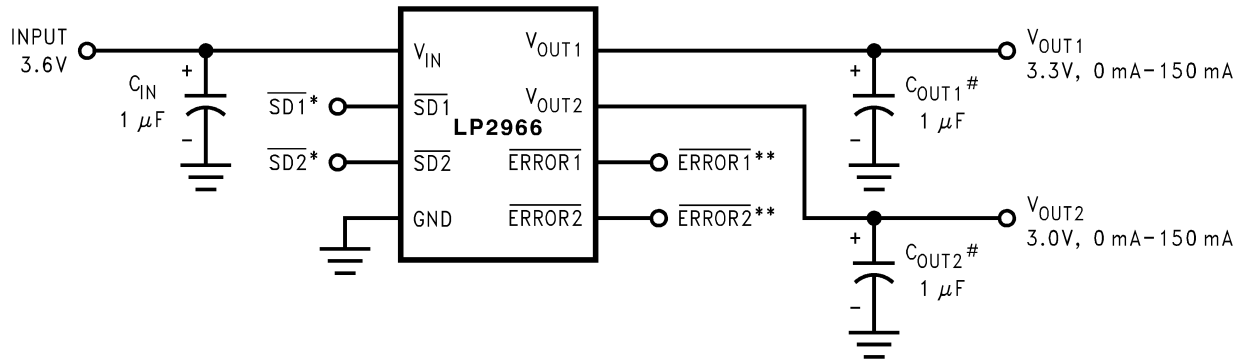 INPUT
3.6V
+
C_IN
1 µF
−
SD1*
SD2*
V_IN
SD1
SD2
GND
LP2966
V_OUT1
V_OUT2
ERROR1
ERROR2
ERROR1**
ERROR2**
+
C_OUT1#
1 µF
−
V_OUT1
3.3V, 0 mA–150 mA
+
C_OUT2#
1 µF
−
V_OUT2
3.0V, 0 mA–150 mA